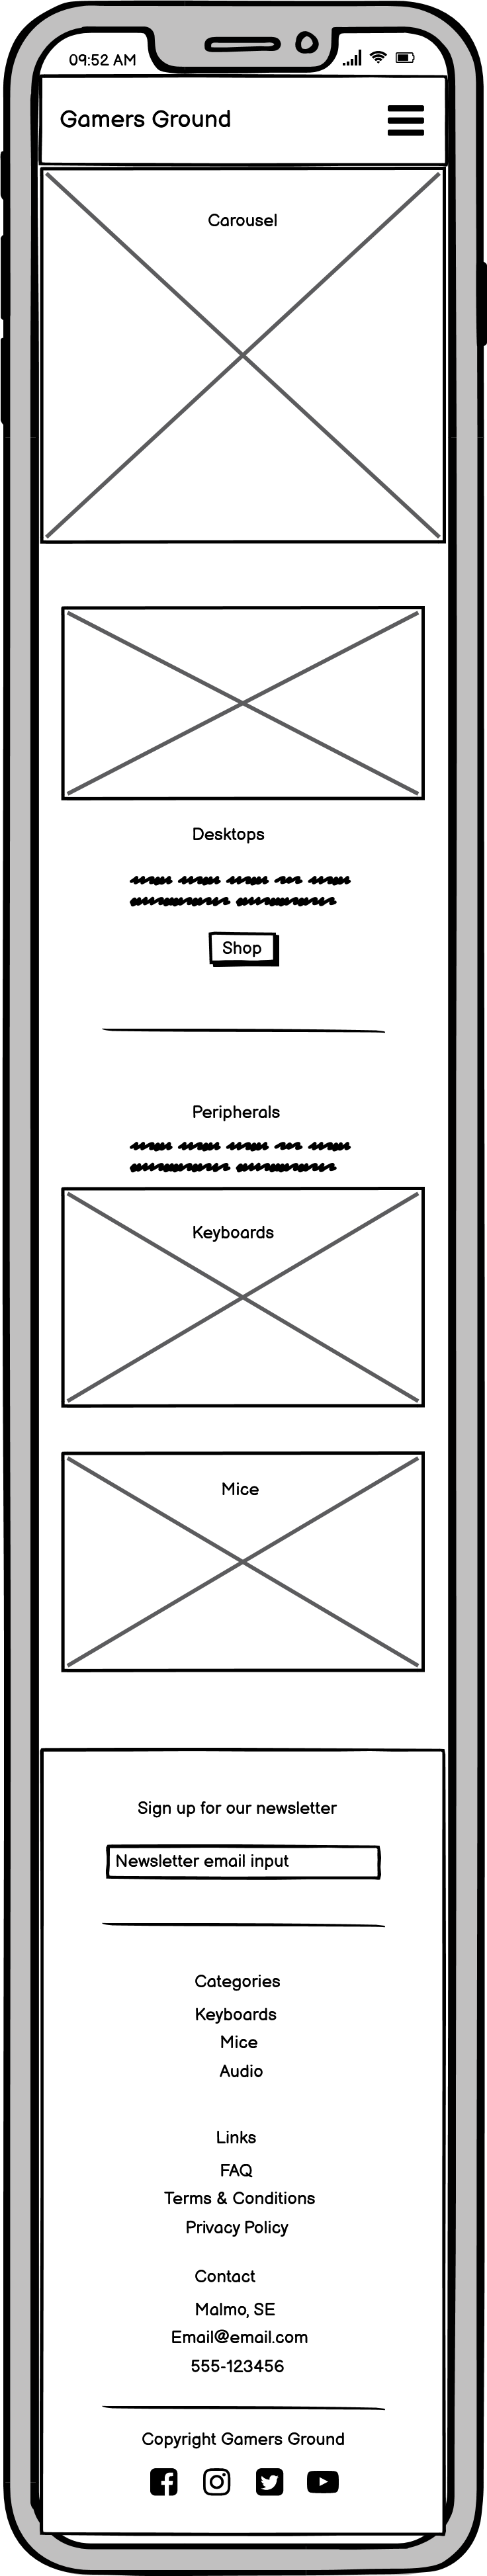 09:52 AM
Gamers Ground
Carousel
Desktops
Shop
Peripherals
Keyboards
Mice
Sign up for our newsletter
Newsletter email input
Categories
Keyboards
Mice
Audio
Links
FAQ
Terms & Conditions
Privacy Policy
Contact
Malmo, SE
Email@email.com
555-123456
Copyright Gamers Ground